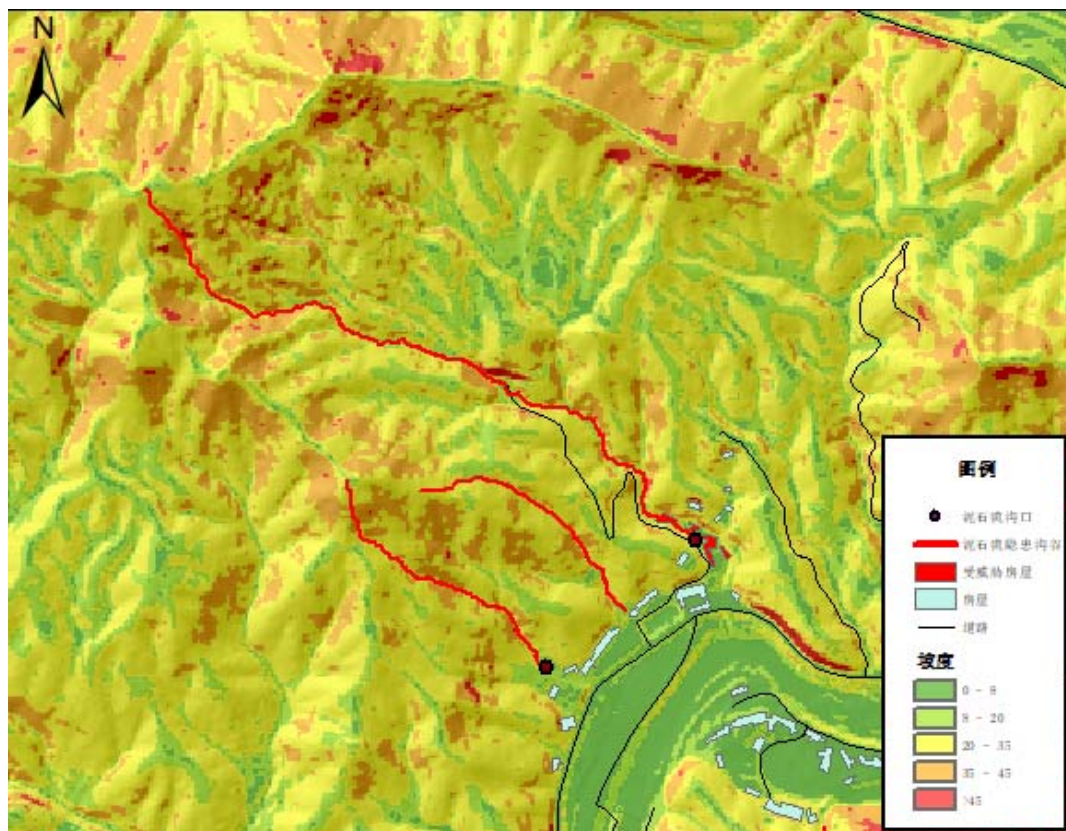 N
图例
泥石流沟口
泥石流隐患沟谷
受威胁房屋
房屋
道路
坡度
0 - 8
8 - 20
20 - 35
35 - 45
>45